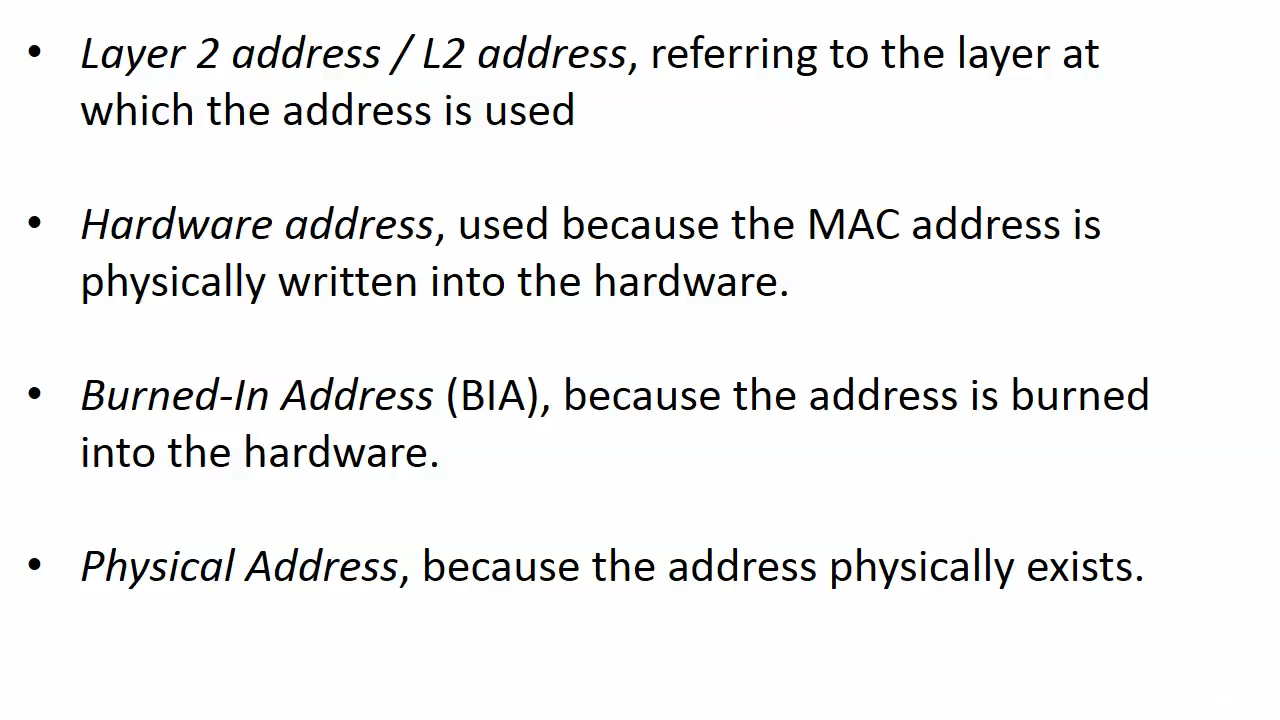 • Layer 2 address / L2 address, referring to the layer at
which the address is used
• Hardware address, used because the MAC address is
physically written into the hardware.
• Burned-In Address (BIA), because the address is burned
into the hardware.
• Physical Address, because the address physically exists.